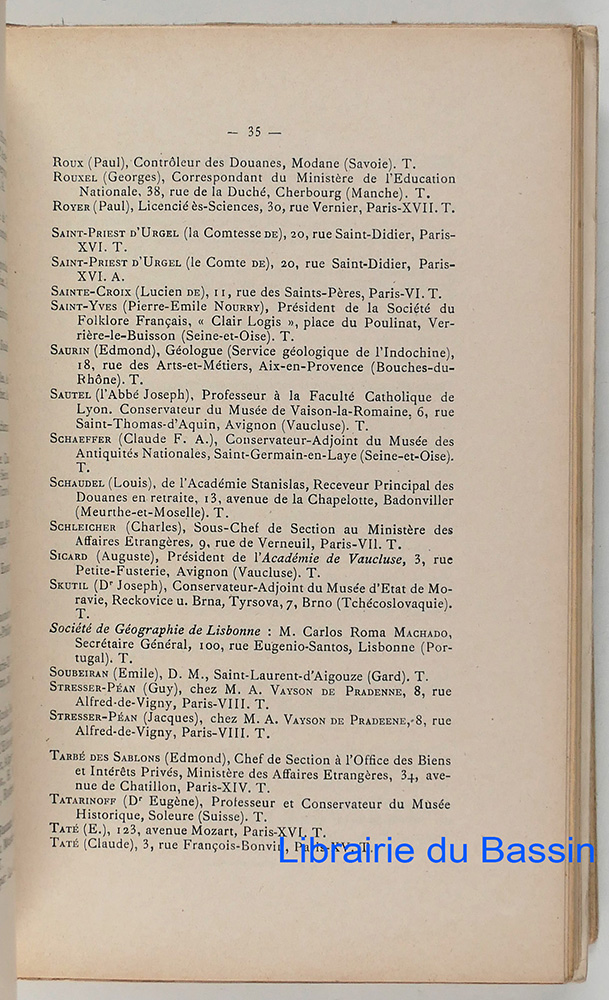 — 35 —
Roux (Paul), Contrôleur des Douanes, Modane (Savoie). T.
Rouxel (Georges), Correspondant du Ministère de l'Education
Nationale, 38, rue de la Duché, Cherbourg (Manche). T.
Royer (Paul), Licencié ès-Sciences, 30, rue Vernier, Paris-XVII. T.
Saint-Priest d'Urgel (la Comtesse de), 20, rue Saint-Didier, Paris-
XVI. T.
Saint-Priest d'Urgel (le Comte de), 20, rue Saint-Didier, Paris-
XVI. A.
Sainte-Croix (Lucien de), 11, rue des Saints-Pères, Paris-VI. T.
Saint-Yves (Pierre-Emile Nourry), Président de la Société du
Folklore Français, « Clair Logis », place du Poulinat, Ver-
rière-le-Buisson (Seine-et-Oise). T.
Saurin (Edmond), Géologue (Service géologique de l'Indochine),
18, rue des Arts-et-Métiers, Aix-en-Provence (Bouches-du-
Rhône). T.
Sautel (l'Abbé Joseph), Professeur à la Faculté Catholique de
Lyon. Conservateur du Musée de Vaison-la-Romaine, 6, rue
Saint-Thomas-d'Aquin, Avignon (Vaucluse). T.
Schaeffer (Claude F. A.), Conservateur-Adjoint du Musée des
Antiquités Nationales, Saint-Germain-en-Laye (Seine-et-Oise).
T.
Schaudel (Louis), de l'Académie Stanislas, Receveur Principal des
Douanes en retraite, 13, avenue de la Chapelotte, Badonviller
(Meurthe-et-Moselle). T.
Schleicher (Charles), Sous-Chef de Section au Ministère des
Affaires Etrangères, 9, rue de Verneuil, Paris-VII. T.
Sicard (Auguste), Président de l'Académie de Vaucluse, 3, rue
Petite-Fusterie, Avignon (Vaucluse). T.
Skutil (Dr Joseph), Conservateur-Adjoint du Musée d'Etat de Mo-
ravie, Reckovice u. Brna, Tyrsova, 7, Brno (Tchécoslovaquie).
T.
Société de Géographie de Lisbonne : M. Carlos Roma Machado,
Secrétaire Général, 100, rue Eugenio-Santos, Lisbonne (Por-
tugal). T.
Soubeiran (Emile), D. M., Saint-Laurent-d'Aigouze (Gard). T.
Stresser-Péan (Guy), chez M. A. Vayson de Pradenne, 8, rue
Alfred-de-Vigny, Paris-VIII. T.
Stresser-Péan (Jacques), chez M. A. Vayson de Pradeene, 8, rue
Alfred-de-Vigny, Paris-VIII. T.
Tarbé des Sablons (Edmond), Chef de Section à l'Office des Biens
et Intérêts Privés, Ministère des Affaires Etrangères, 34, ave-
nue de Chatillon, Paris-XIV. T.
Tatarinoff (Dr Eugène), Professeur et Conservateur du Musée
Historique, Soleure (Suisse). T.
Taté (E.), 123, avenue Mozart, Paris-XVI. T.
Taté (Claude), 3, rue François-Bonvin, Paris-XV. T.
Librairie du Bassin